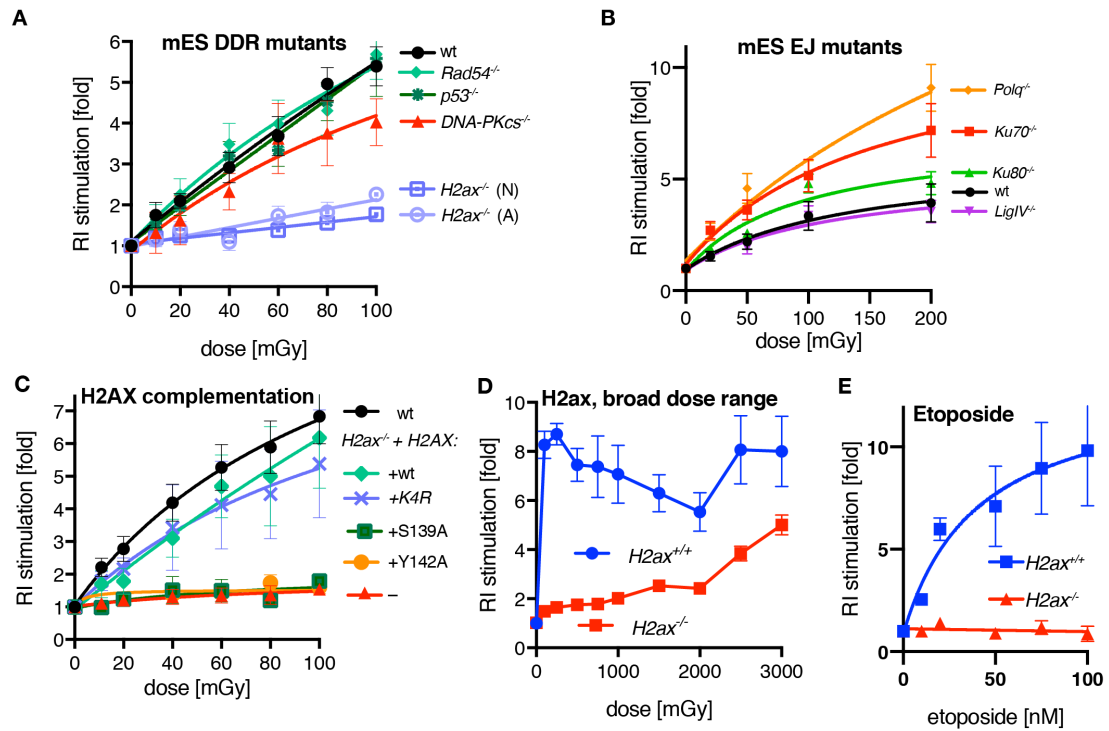 A
mES DDR mutants
RI stimulation [fold]
6
5
4
3
2
1
0
0 20 40 60 80 100
dose [mGy]
wt
Rad54-/-
p53-/-
DNA-PKcs-/-
H2ax-/- (N)
H2ax-/- (A)
B
mES EJ mutants
RI stimulation [fold]
10
5
0
0 50 100 150 200
dose [mGy]
Polq-/-
Ku70-/-
Ku80-/-
wt
LigIV-/-
C
H2AX complementation
RI stimulation [fold]
7
6
5
4
3
2
1
0
0 20 40 60 80 100
dose [mGy]
wt
H2ax-/- + H2AX:
+wt
+K4R
+S139A
+Y142A
–
D
H2ax, broad dose range
RI stimulation [fold]
10
8
6
4
2
0
0 1000 2000 3000
dose [mGy]
H2ax+/+
H2ax-/-
E
Etoposide
RI stimulation [fold]
10
5
0
0 50 100
etoposide [nM]
H2ax+/+
H2ax-/-